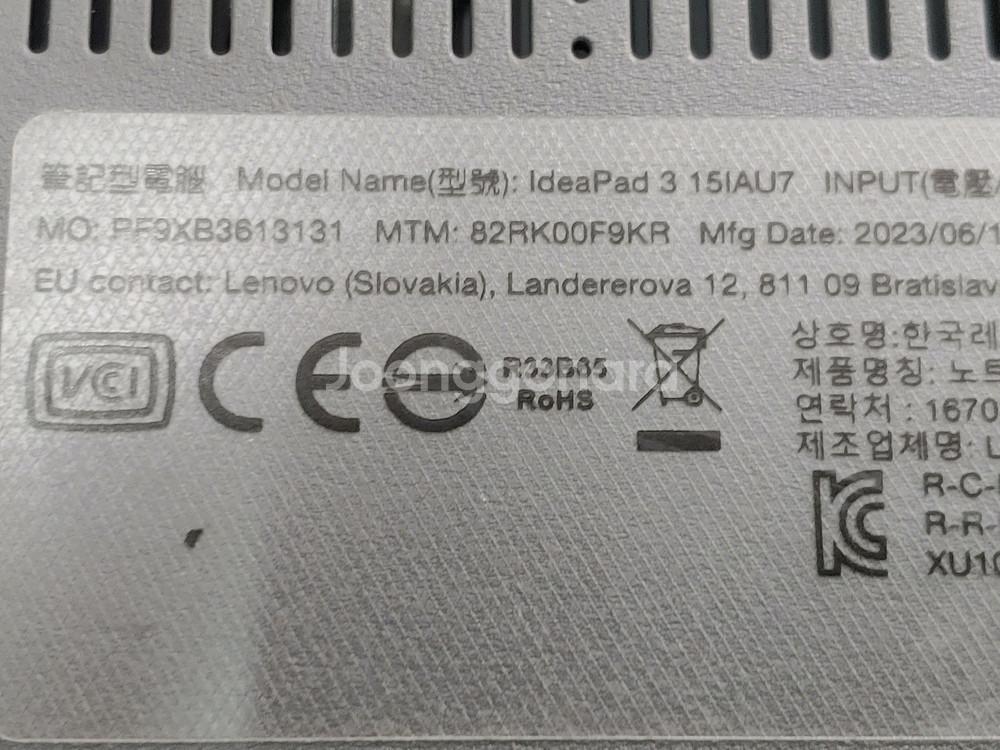 筆記型電腦 Model Name(型號): IdeaPad 3 15IAU7 INPUT(電壓
MO: PF9XB3613131 MTM: 82RK00F9KR Mfg Date: 2023/06/1
EU contact: Lenovo (Slovakia), Landererova 12, 811 09 Bratislav
VCI CE R33B65
RoHS
Joonggonara
상호명:한국레
제품명칭: 노트
연락처 : 1670
제조업체명: L
R-C-
R-R-
XU10